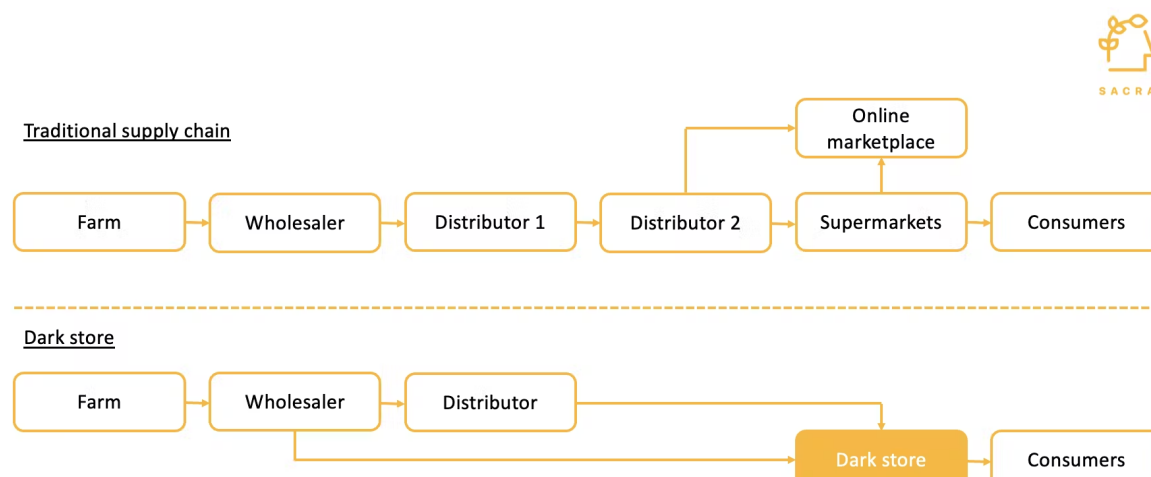 SACRA
Traditional supply chain
Online
marketplace
Farm
Wholesaler
Distributor 1
Distributor 2
Supermarkets
Consumers
Dark store
Farm
Wholesaler
Distributor
Dark store
Consumers